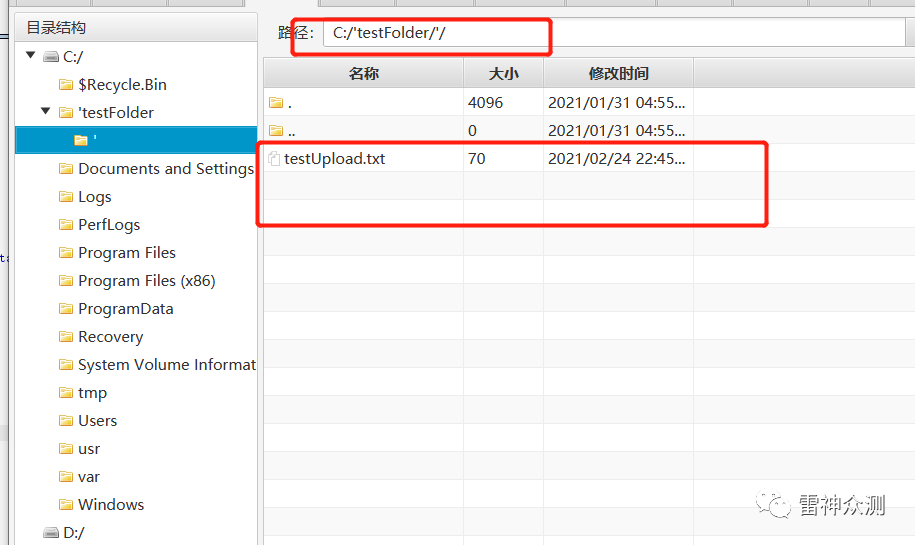 目录结构
路径: C:/'testFolder/'/
C:/
$Recycle.Bin
'testFolder
'
Documents and Settings
Logs
PerfLogs
Program Files
Program Files (x86)
ProgramData
Recovery
System Volume Informat
tmp
Users
usr
var
Windows
D:/
名称 大小 修改时间
. 4096 2021/01/31 04:55...
.. 0 2021/01/31 04:55...
testUpload.txt 70 2021/02/24 22:45...
雷神众测